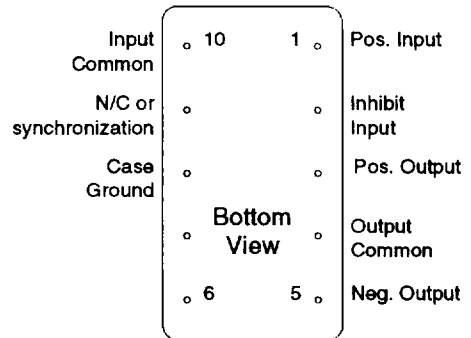 Input
Common
10
1
Pos. Input
N/C or
synchronization
Inhibit
Input
Case
Ground
Pos. Output
Bottom
View
Output
Common
6
5
Neg. Output